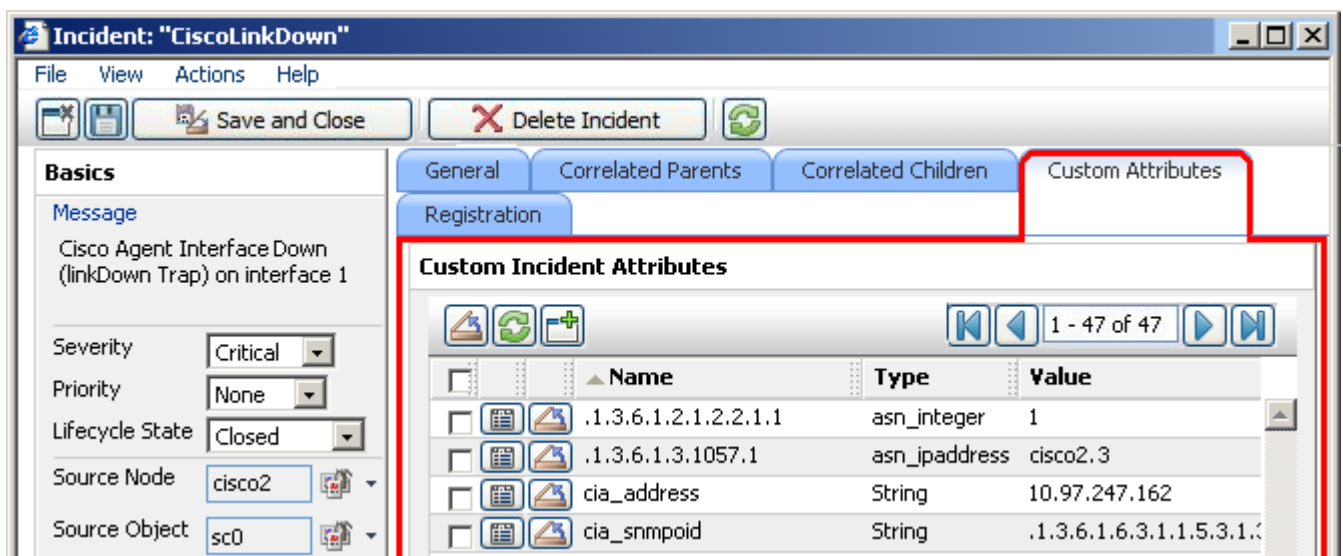 Incident: "CiscoLinkDown"
File View Actions Help
Save and Close Delete Incident
Basics
Message
Cisco Agent Interface Down
(linkDown Trap) on interface 1
Severity Critical
Priority None
Lifecycle State Closed
Source Node cisco2
Source Object sc0
General Correlated Parents Correlated Children Custom Attributes
Registration
Custom Incident Attributes
1 - 47 of 47
Name Type Value
.1.3.6.1.2.1.2.2.1.1 asn_integer 1
.1.3.6.1.3.1057.1 asn_ipaddress cisco2.3
cia_address String 10.97.247.162
cia_snmpoid String .1.3.6.1.6.3.1.1.5.3.1.